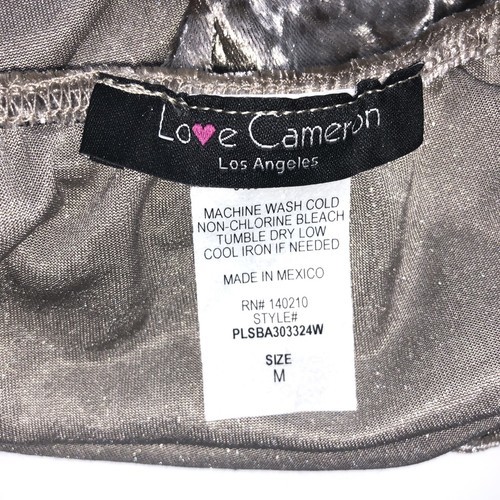 Love Cameron
Los Angeles
MACHINE WASH COLD
NON-CHLORINE BLEACH
TUMBLE DRY LOW
COOL IRON IF NEEDED
MADE IN MEXICO
RN# 140210
STYLE#
PLSBA303324W
SIZE
M